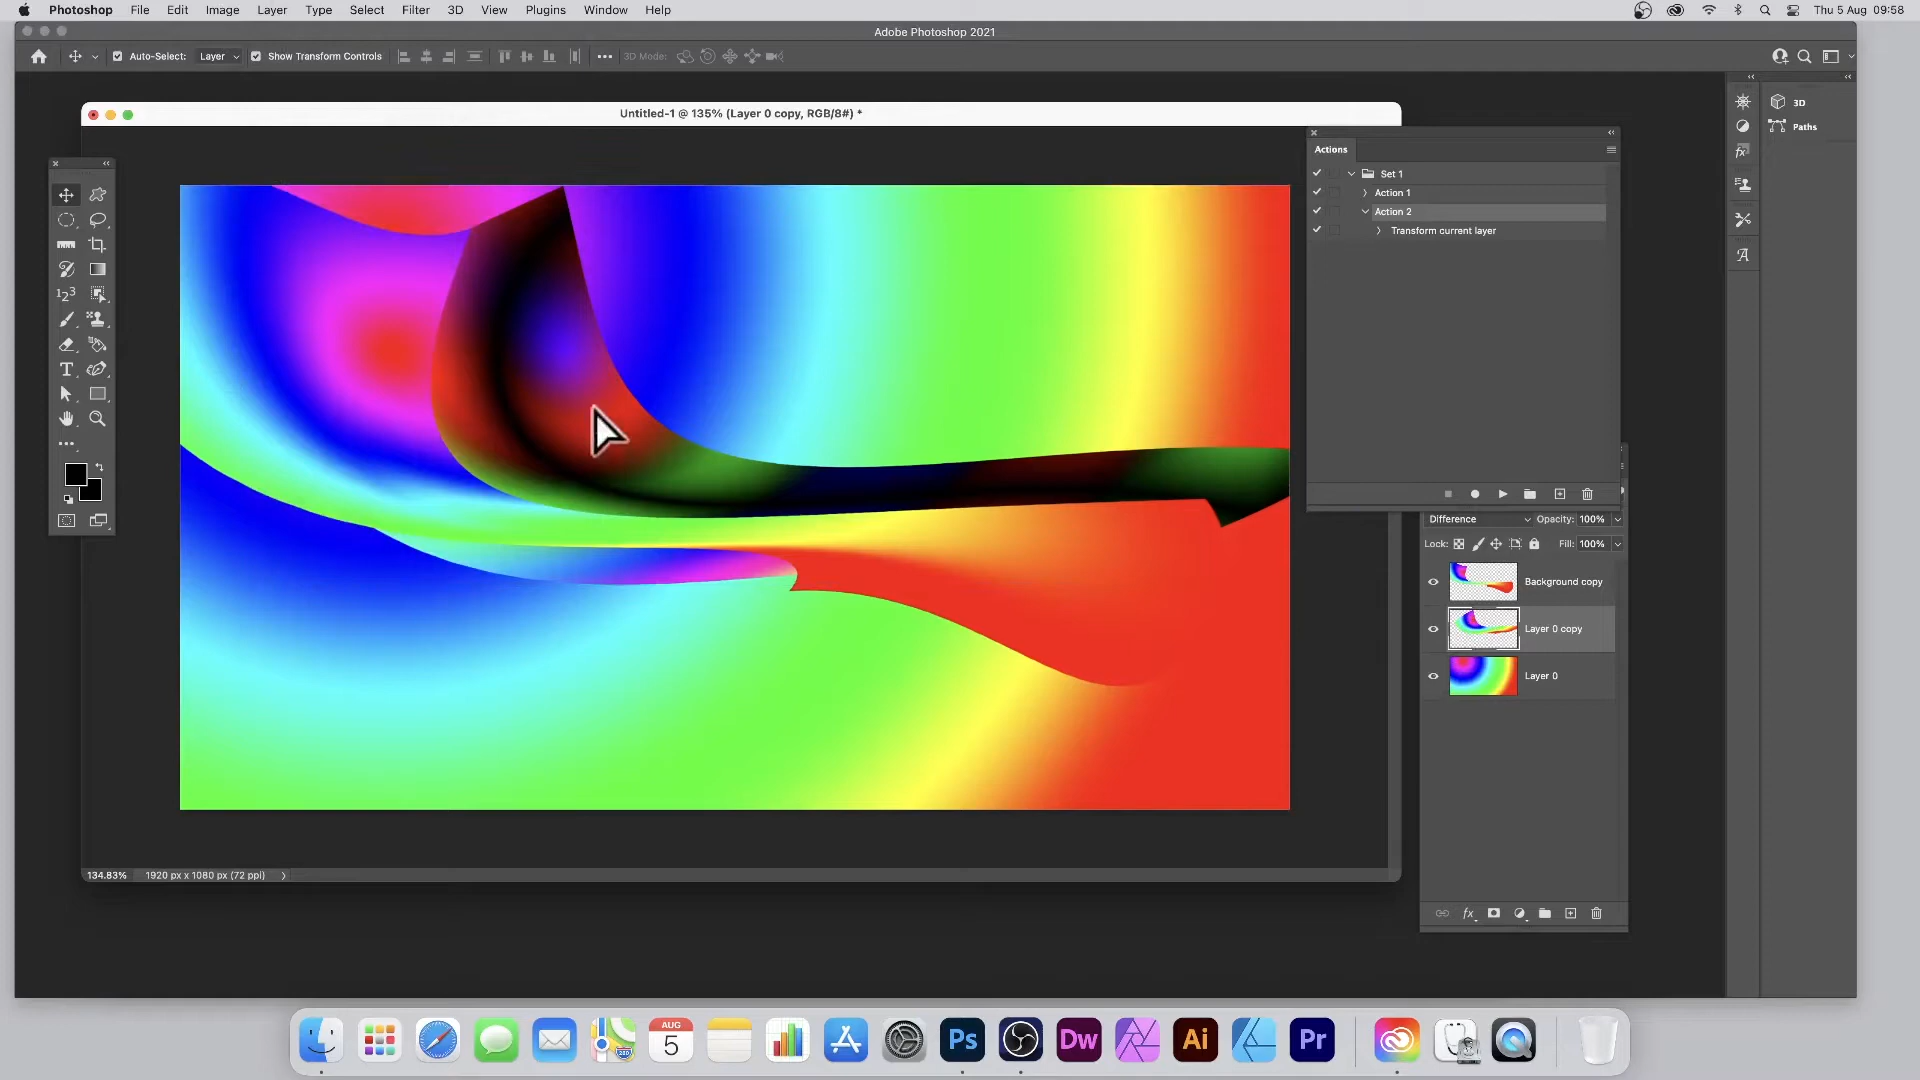 Photoshop File Edit Image Layer Type Select Filter 3D View Plugins Window Help Thu 5 Aug 09:58
Adobe Photoshop 2021
Auto-Select: Layer Show Transform Controls 3D Mode:
Untitled-1 @ 135% (Layer 0 copy, RGB/8#) *
3D
Paths
Actions
Set 1
Action 1
Action 2
Transform current layer
Difference Opacity: 100%
Lock: Fill: 100%
Background copy
Layer 0 copy
Layer 0
134.83% 1920 px x 1080 px (72 ppi)
AUG
5
280
Ps
Dw
Ai
Pr